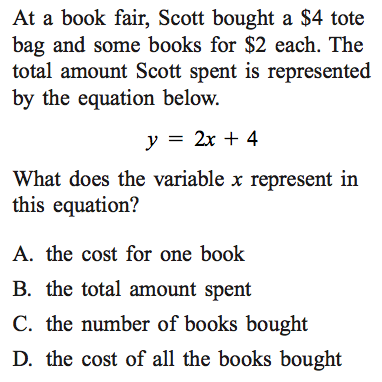 At a book fair, Scott bought a $4 tote
bag and some books for $2 each. The
total amount Scott spent is represented
by the equation below.
y = 2x + 4
What does the variable x represent in
this equation?
A. the cost for one book
B. the total amount spent
C. the number of books bought
D. the cost of all the books bought